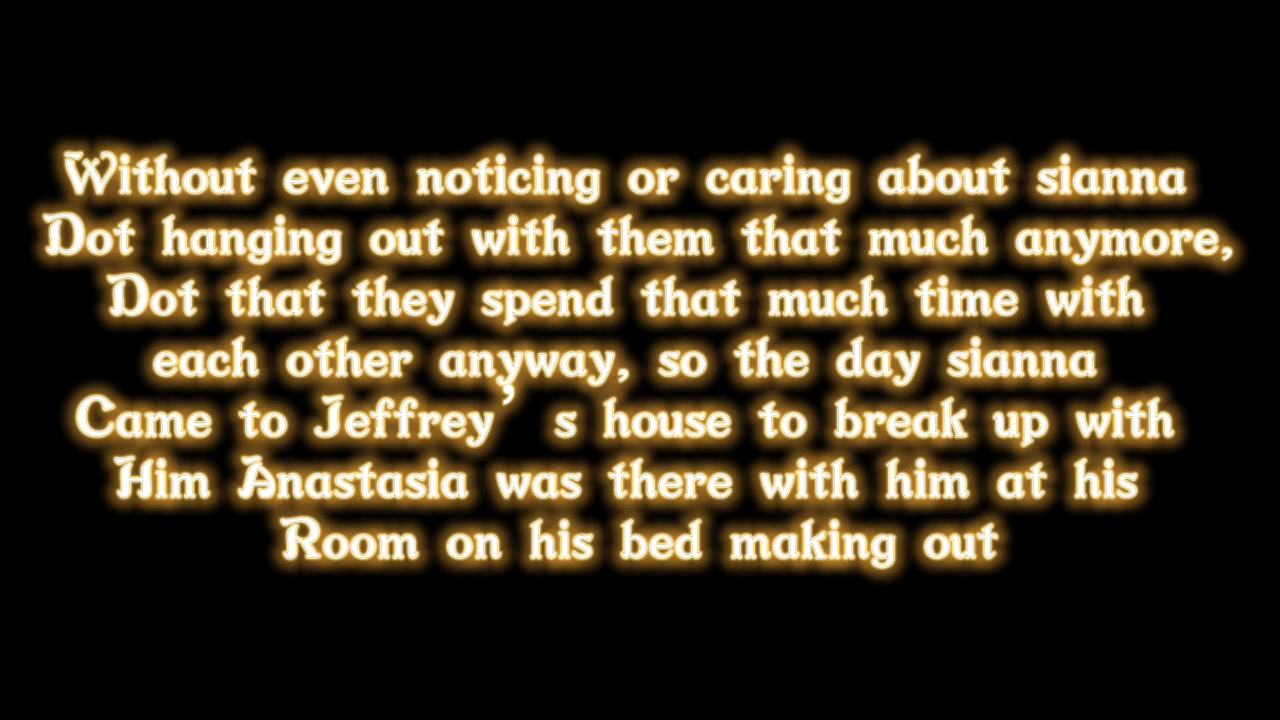 Without even noticing or caring about sianna
Dot hanging out with them that much anymore,
Dot that they spend that much time with
each other anyway, so the day sianna
Came to Jeffrey’ s house to break up with
Him Anastasia was there with him at his
Room on his bed making out